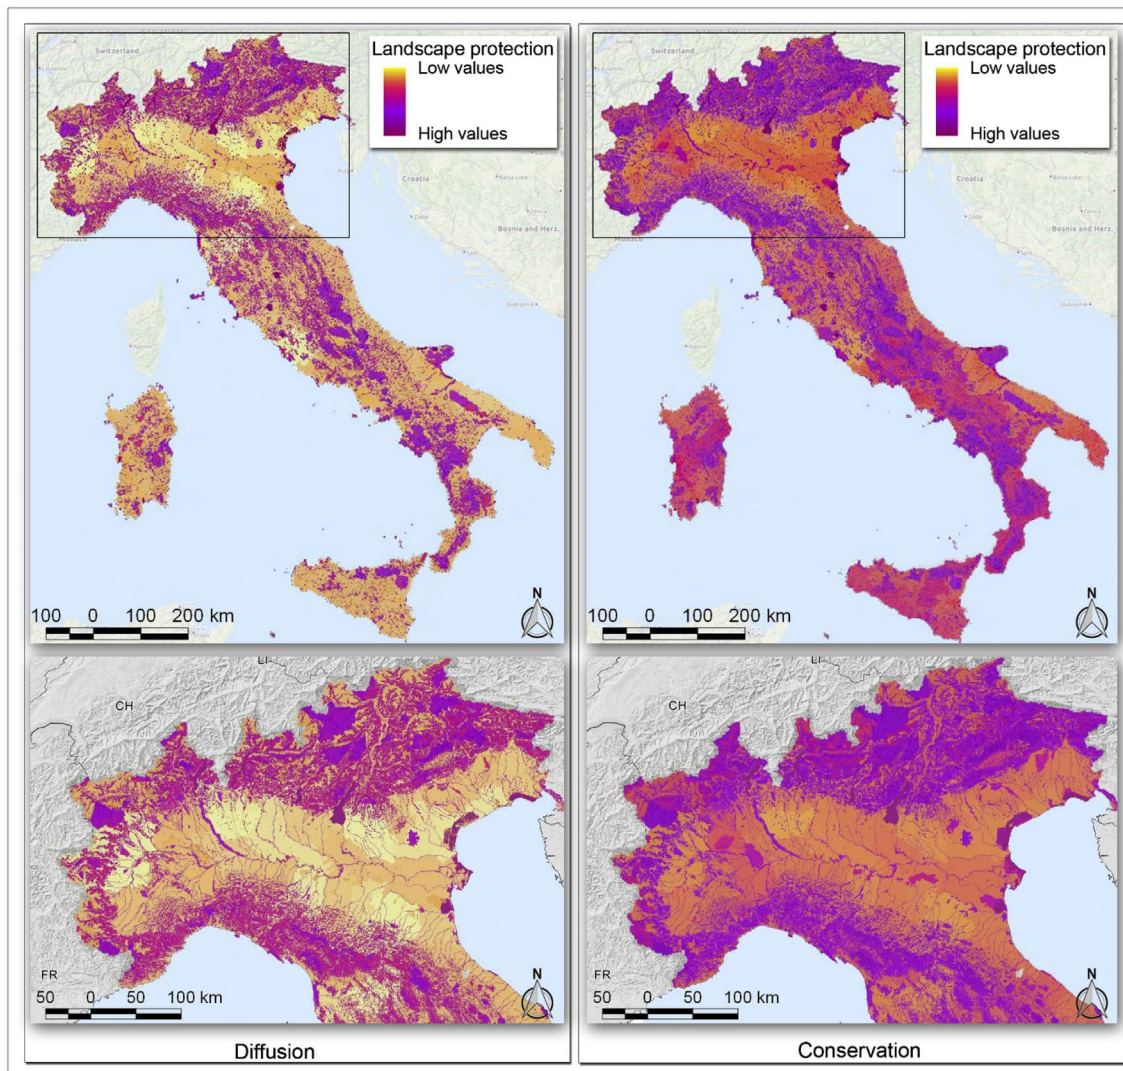 Landscape protection
Low values
High values
Switzerland
Croatia
Bosnia and Herz.
Monaco
N
100 0 100 200 km
Landscape protection
Low values
High values
Switzerland
Croatia
Bosnia and Herz.
Monaco
N
100 0 100 200 km
LI
CH
FR
N
50 0 50 100 km
Diffusion
LI
CH
FR
N
50 0 50 100 km
Conservation